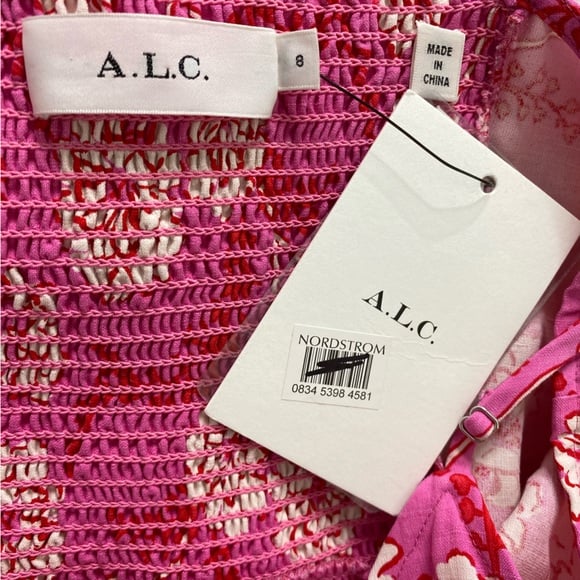 A.L.C.
8
MADE
IN
CHINA
A.L.C.
NORDSTROM
0834 5398 4581